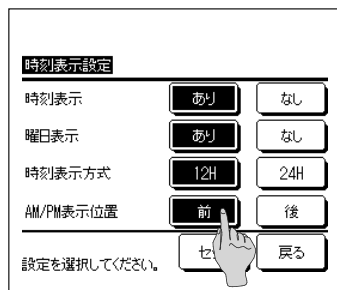 時刻表示設定
時刻表示 あり なし
曜日表示 あり なし
時刻表示方式 12H 24H
AM/PM表示位置 前 後
設定を選択してください。 セ 戻る